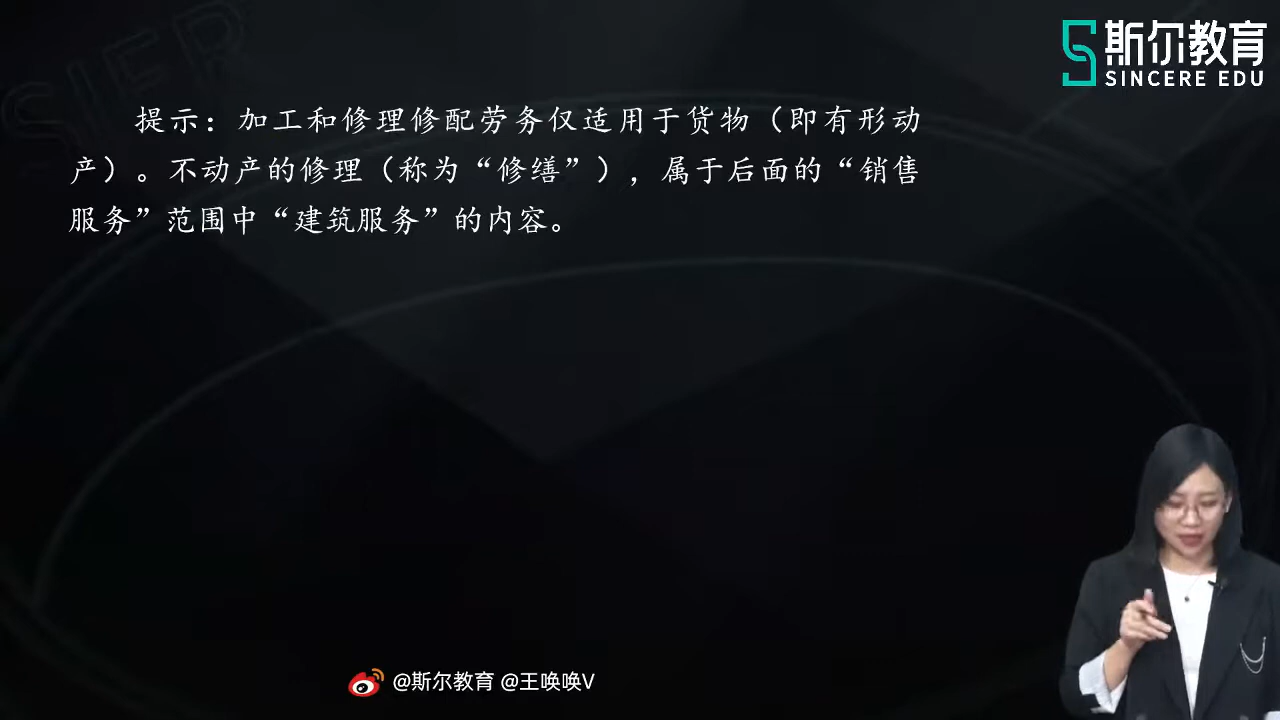 斯尔教育
SINCERE EDU
SIER
提示：加工和修理修配劳务仅适用于货物（即有形动
产）。不动产的修理（称为“修缮”），属于后面的“销售
服务”范围中“建筑服务”的内容。
@斯尔教育 @王唤唤V